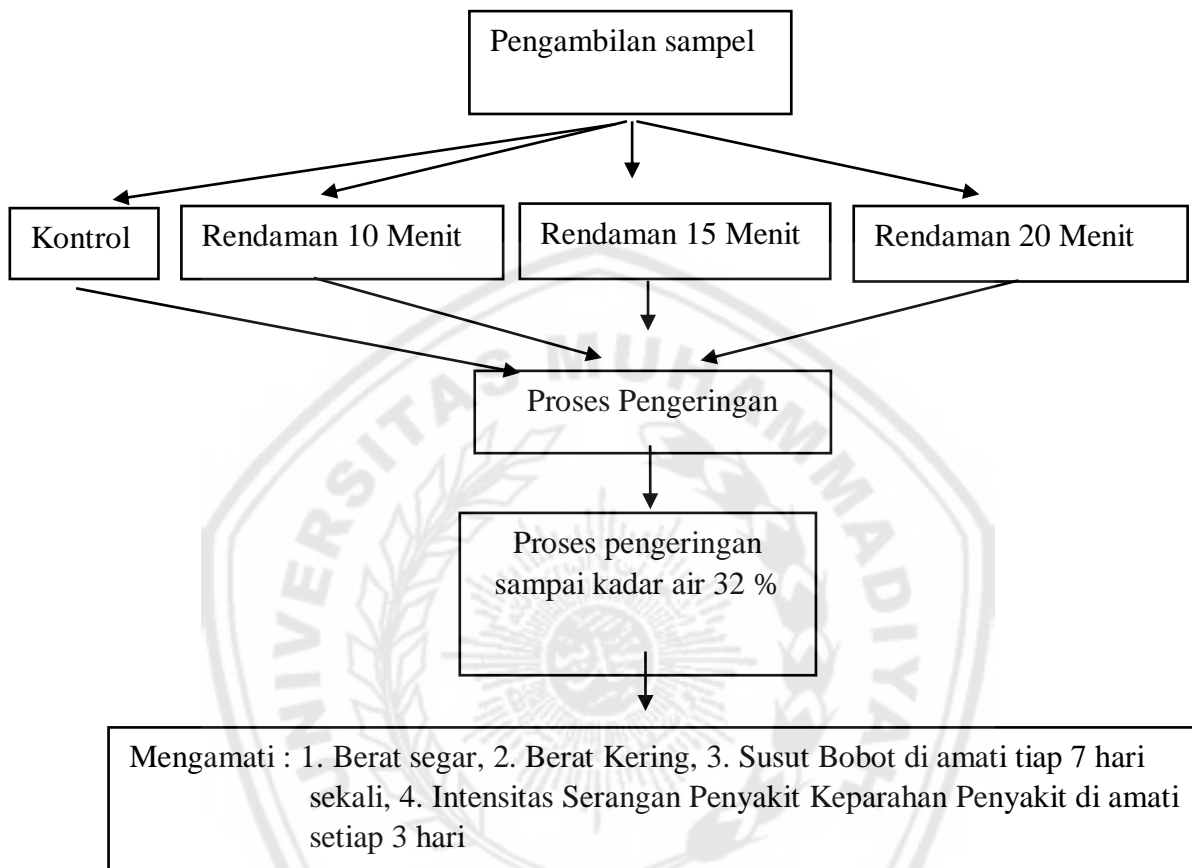 Pengambilan sampel
Kontrol
Rendaman 10 Menit
Rendaman 15 Menit
Rendaman 20 Menit
Proses Pengeringan
Proses pengeringan
sampai kadar air 32 %
Mengamati : 1. Berat segar, 2. Berat Kering, 3. Susut Bobot di amati tiap 7 hari
sekali, 4. Intensitas Serangan Penyakit Keparahan Penyakit di amati
setiap 3 hari
UNIVERSITAS MUHAMMADIYAH